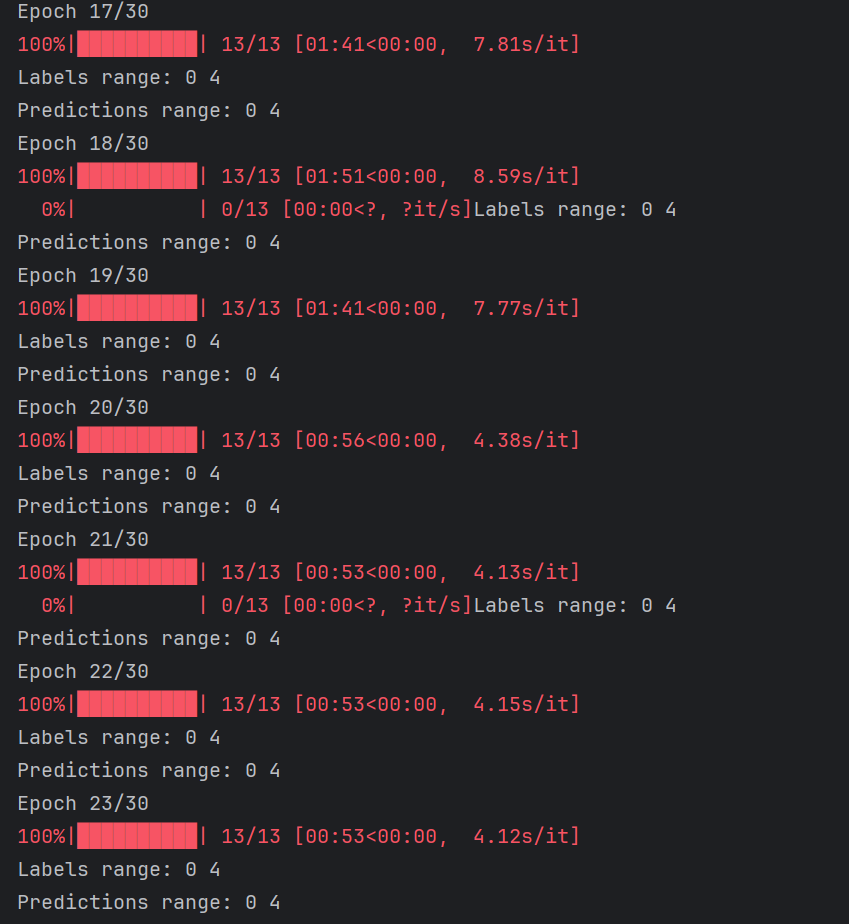 Epoch 17/30
100%|██████████| 13/13 [01:41<00:00,  7.81s/it]
Labels range: 0 4
Predictions range: 0 4
Epoch 18/30
100%|██████████| 13/13 [01:51<00:00,  8.59s/it]
  0%|          | 0/13 [00:00<?, ?it/s]Labels range: 0 4
Predictions range: 0 4
Epoch 19/30
100%|██████████| 13/13 [01:41<00:00,  7.77s/it]
Labels range: 0 4
Predictions range: 0 4
Epoch 20/30
100%|██████████| 13/13 [00:56<00:00,  4.38s/it]
Labels range: 0 4
Predictions range: 0 4
Epoch 21/30
100%|██████████| 13/13 [00:53<00:00,  4.13s/it]
  0%|          | 0/13 [00:00<?, ?it/s]Labels range: 0 4
Predictions range: 0 4
Epoch 22/30
100%|██████████| 13/13 [00:53<00:00,  4.15s/it]
Labels range: 0 4
Predictions range: 0 4
Epoch 23/30
100%|██████████| 13/13 [00:53<00:00,  4.12s/it]
Labels range: 0 4
Predictions range: 0 4